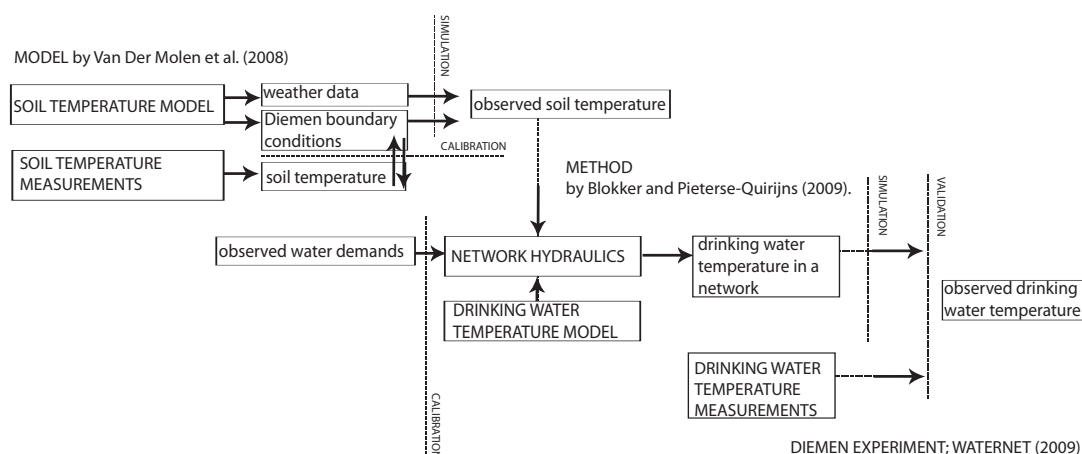 MODEL by Van Der Molen et al. (2008)
SIMULATION
SOIL TEMPERATURE MODEL
weather data
Diemen boundary
conditions
observed soil temperature
CALIBRATION
SOIL TEMPERATURE
MEASUREMENTS
soil temperature
METHOD
by Blokker and Pieterse-Quirijns (2009).
SIMULATION
VALIDATION
observed water demands
NETWORK HYDRAULICS
drinking water
temperature in a
network
observed drinking
water temperature
DRINKING WATER
TEMPERATURE MODEL
DRINKING WATER
TEMPERATURE
MEASUREMENTS
CALIBRATION
DIEMEN EXPERIMENT; WATERNET (2009)